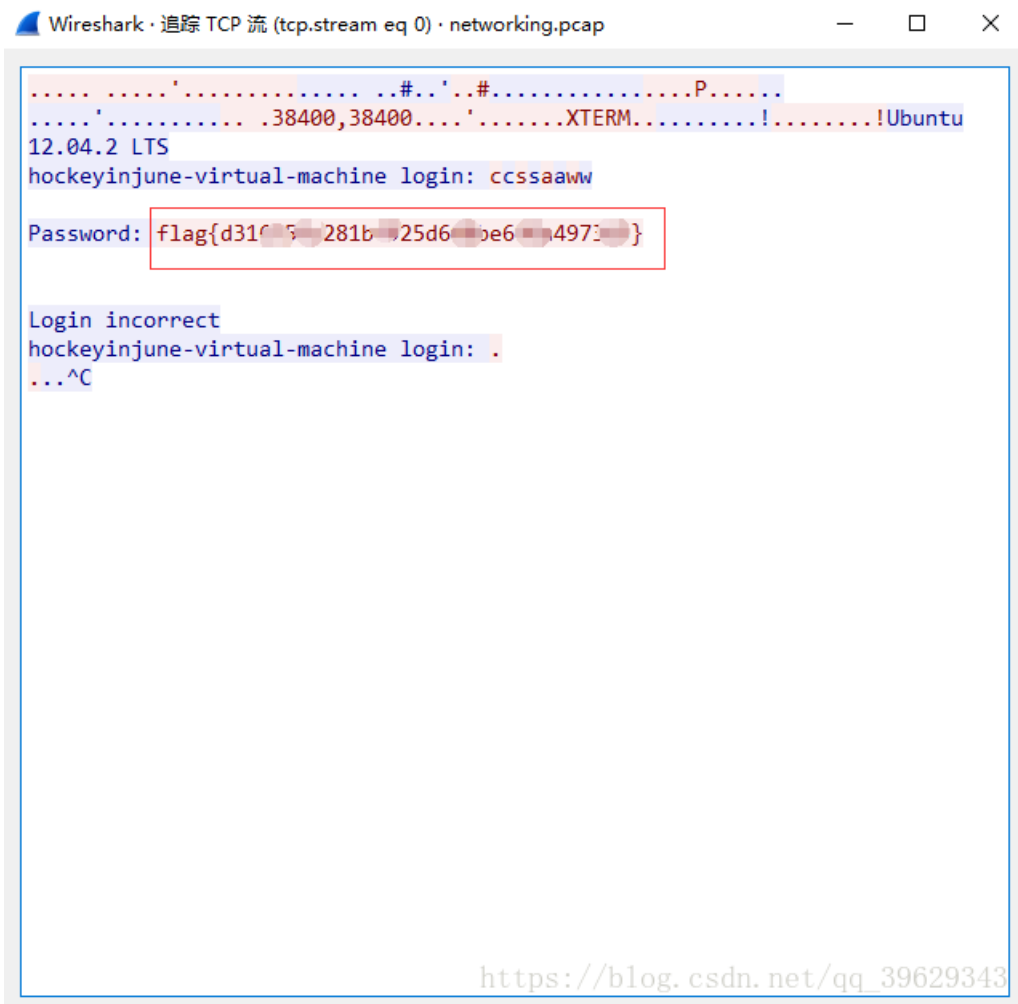 Wireshark · 追踪 TCP 流 (tcp.stream eq 0) · networking.pcap
..... .....'.............. ..#..'..#................P......
.....'........... .38400,38400....'.......XTERM..........!........!Ubuntu
12.04.2 LTS
hockeyinjune-virtual-machine login: ccssaaww
Password:
Login incorrect
hockeyinjune-virtual-machine login: .
...^C
https://blog.csdn.net/qq_39629343